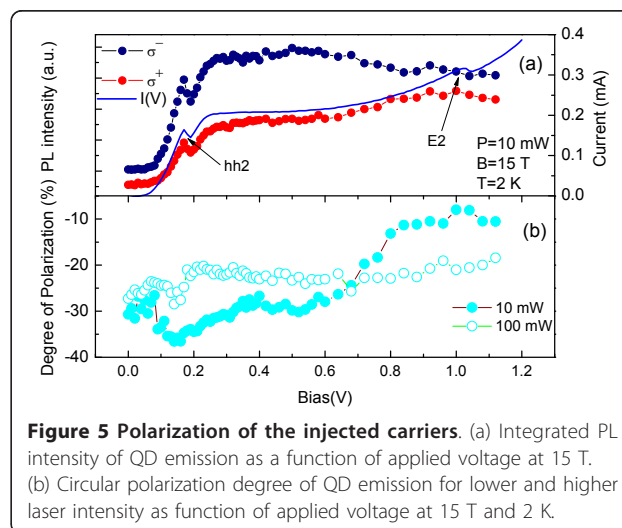 σ⁻
σ⁺
I(V)
(a)
hh2
E2
P=10 mW
B=15 T
T=2 K
PL intensity (a.u.)
0.4
0.3
0.2
0.1
0.0
Current (mA)
(b)
Degree of Polarization (%)
-10
-20
-30
-40
10 mW
100 mW
0.0 0.2 0.4 0.6 0.8 1.0 1.2
Bias(V)
Figure 5 Polarization of the injected carriers. (a) Integrated PL
intensity of QD emission as a function of applied voltage at 15 T.
(b) Circular polarization degree of QD emission for lower and higher
laser intensity as function of applied voltage at 15 T and 2 K.